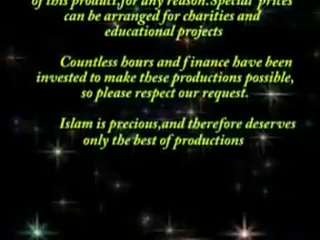 of this product,for any reason.Special prices
can be arranged for charities and
educational projects
Countless hours and finance have been
invested to make these productions possible,
so please respect our request.
Islam is precious,and therefore deserves
only the best of productions